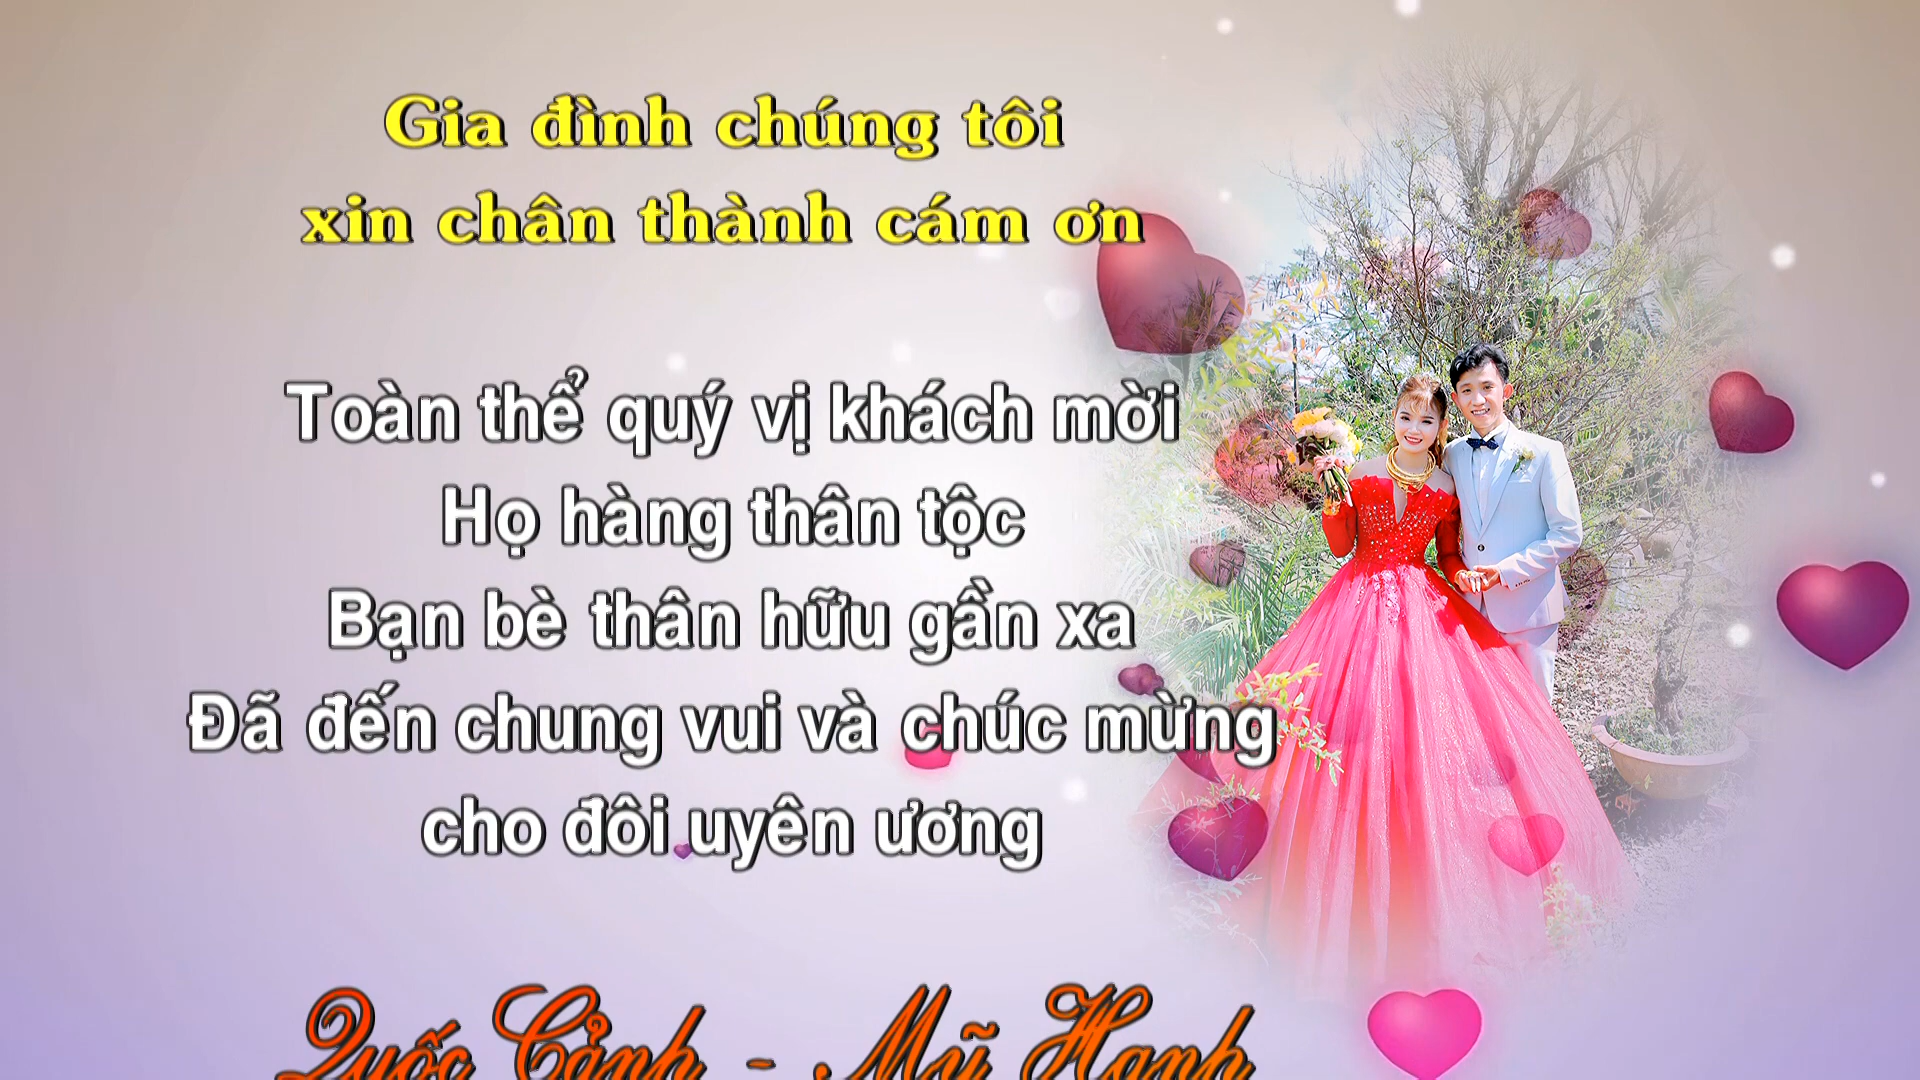 Gia đình chúng tôi
xin chân thành cám ơn
Toàn thể quý vị khách mời
Họ hàng thân tộc
Bạn bè thân hữu gần xa
Đã đến chung vui và chúc mừng
cho đôi uyên ương
Quốc Cảnh - Mỹ Hạnh